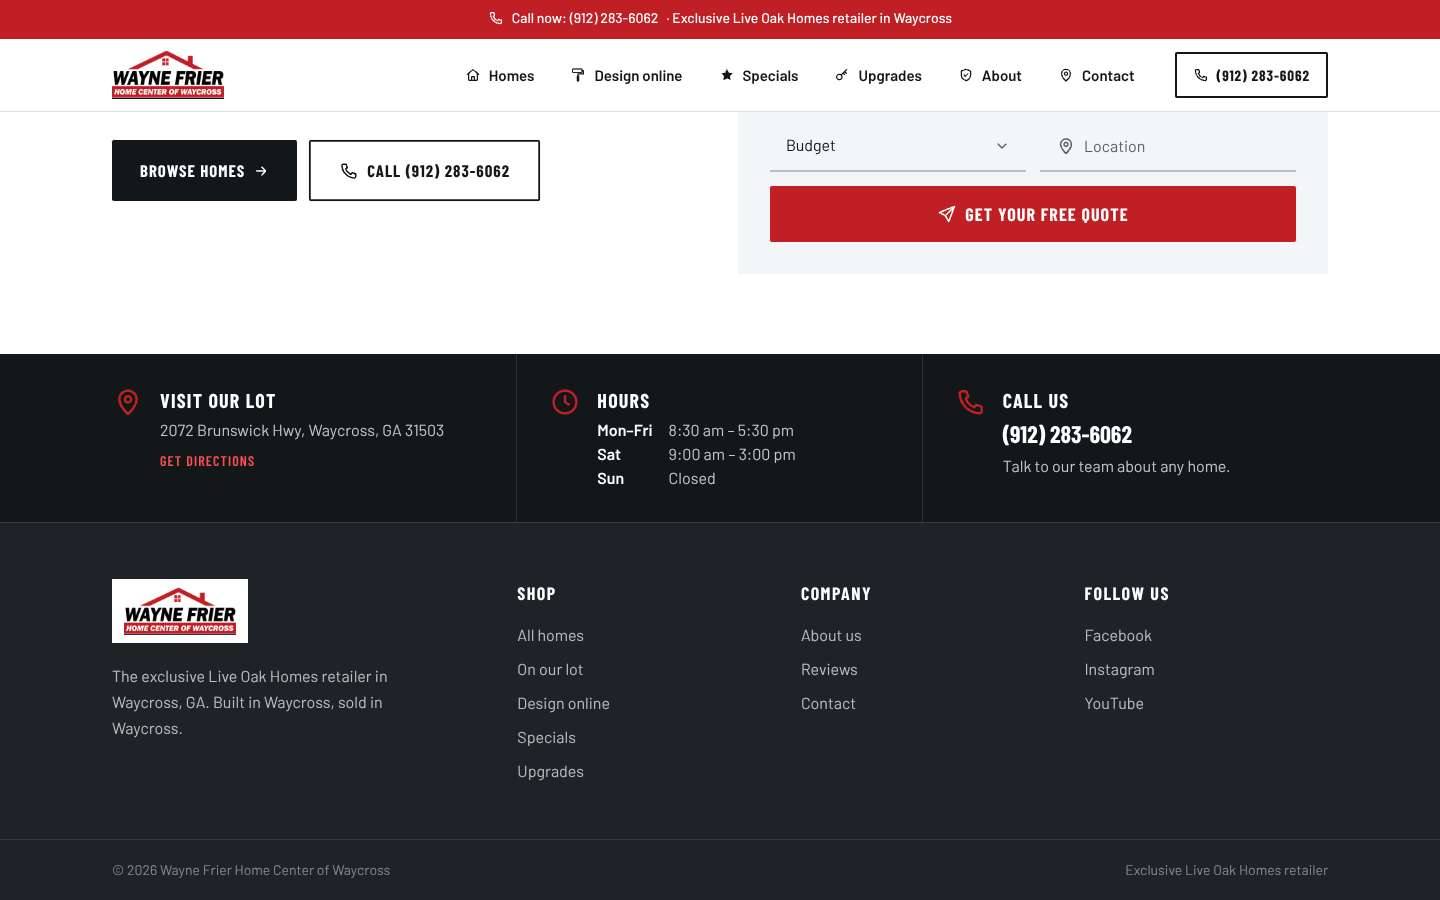 Call now: (912) 283-6062 · Exclusive Live Oak Homes retailer in Waycross
WAYNE FRIER
HOME CENTER OF WAYCROSS
Homes
Design online
Specials
Upgrades
About
Contact
(912) 283-6062
BROWSE HOMES
CALL (912) 283-6062
Budget
Location
GET YOUR FREE QUOTE
VISIT OUR LOT
2072 Brunswick Hwy, Waycross, GA 31503
GET DIRECTIONS
HOURS
Mon–Fri 8:30 am – 5:30 pm
Sat 9:00 am – 3:00 pm
Sun Closed
CALL US
(912) 283-6062
Talk to our team about any home.
WAYNE FRIER
HOME CENTER OF WAYCROSS
The exclusive Live Oak Homes retailer in
Waycross, GA. Built in Waycross, sold in
Waycross.
SHOP
All homes
On our lot
Design online
Specials
Upgrades
COMPANY
About us
Reviews
Contact
FOLLOW US
Facebook
Instagram
YouTube
© 2026 Wayne Frier Home Center of Waycross
Exclusive Live Oak Homes retailer